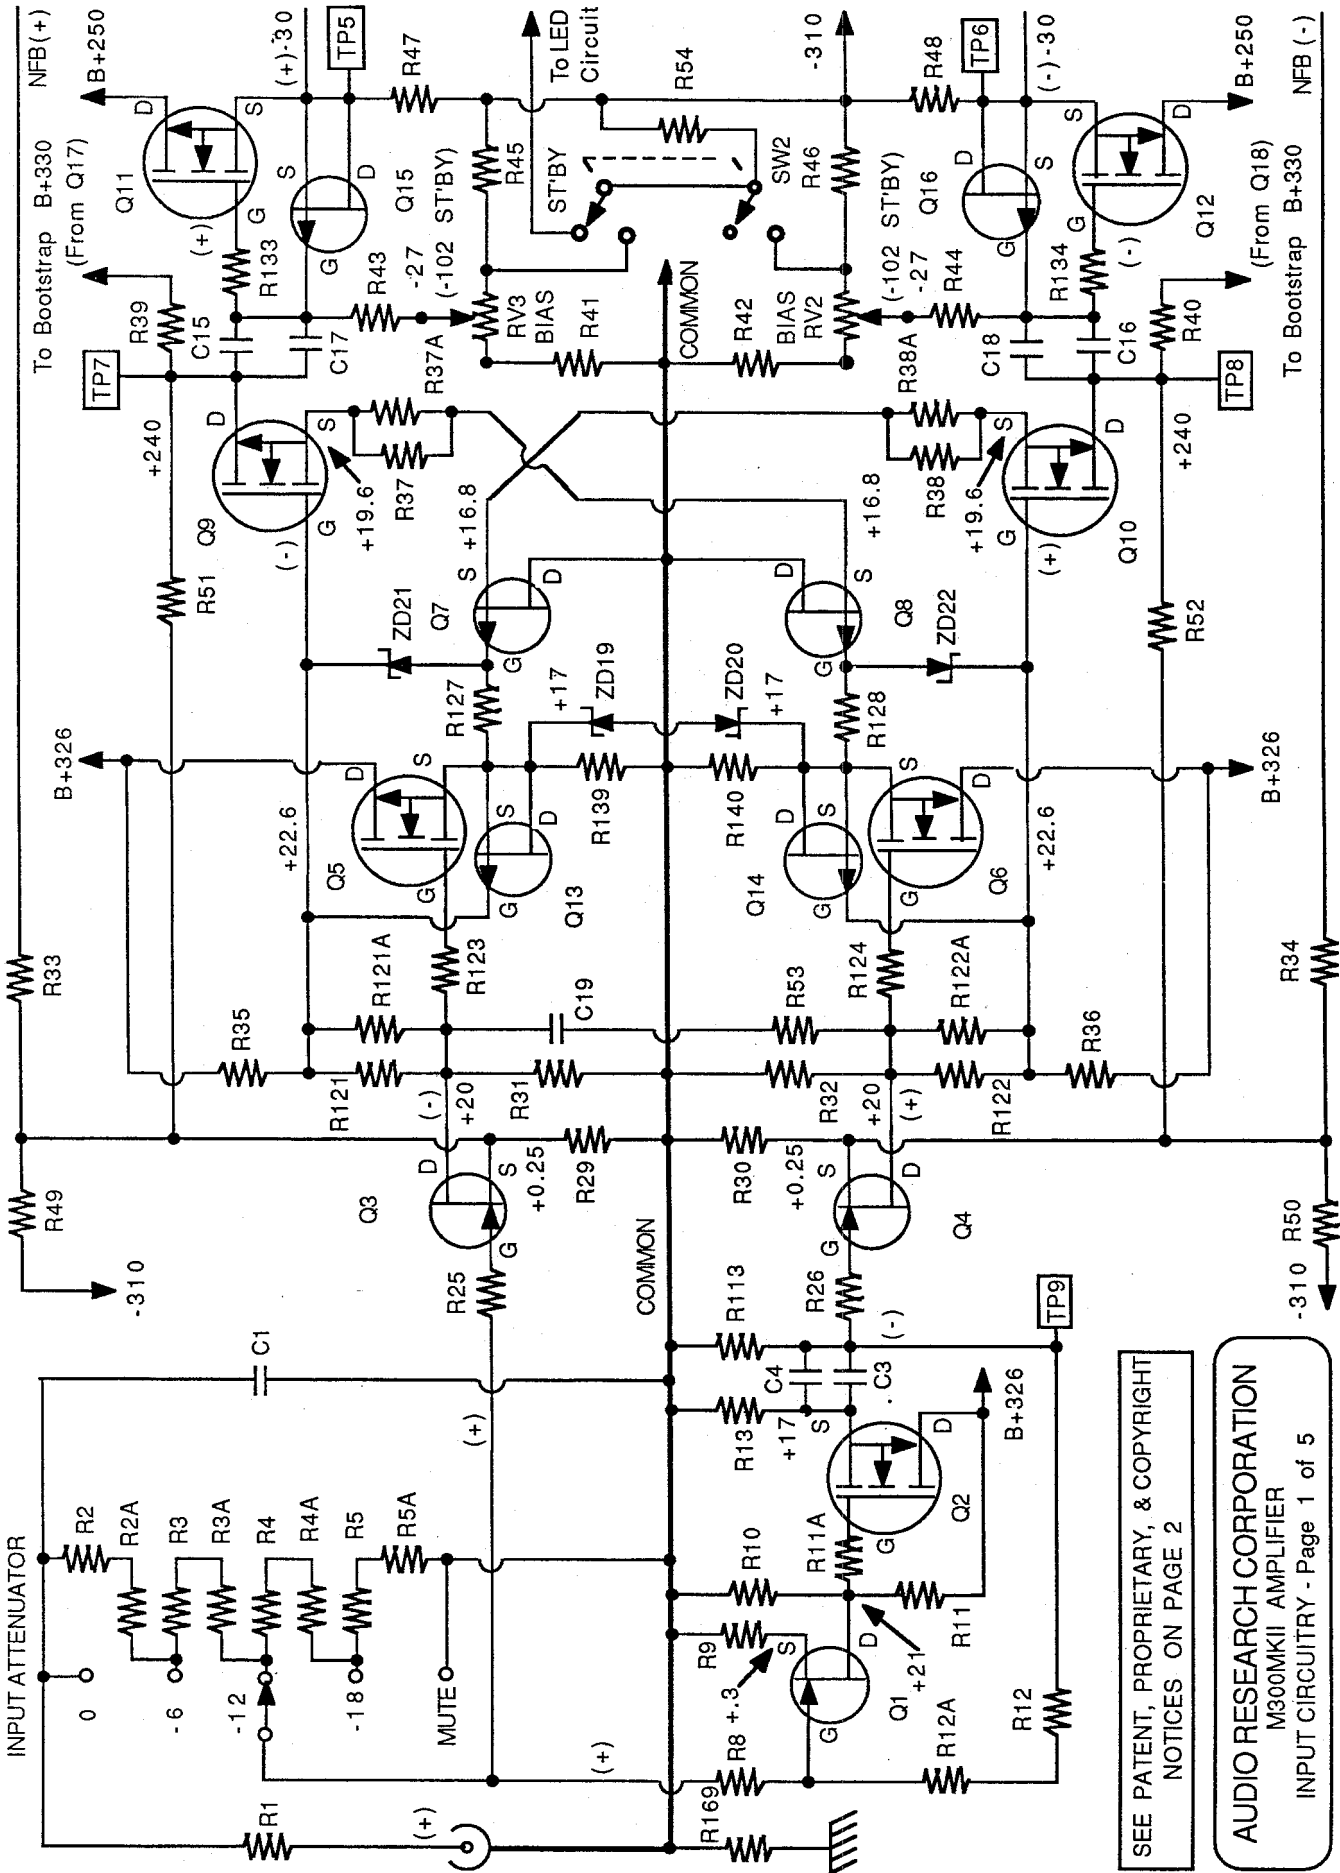 INPUT ATTENUATOR
R1
(+)
0
- 6
-12
-18
MUTE
R2
R2A
R3
R3A
R4
R4A
R5
R5A
C1
(+)
(+)
R8
R169
R9
+.3
S
D
G
Q1
+21
R10
R11A
R11
R12A
R12
G
S
D
Q2
+17
R13
C4
C3
R113
(-)
B+326
TP9
R25
R26
COMMON
G
S
D
Q3
+0.25
R29
R30
+0.25
S
G
D
Q4
-310
R49
R50
-310
R33
R34
R35
R121
R121A
(-)
+20
R31
C19
R53
R32
+20
(+)
R122
R122A
R36
R123
R124
Q5
G
D
S
Q13
G
S
D
R139
R140
Q14
G
D
S
Q6
G
S
D
+22.6
+22.6
B+326
B+326
R127
+17
ZD19
ZD20
+17
R128
ZD21
ZD22
Q7
G
S
D
Q8
G
D
S
R51
R52
Q9
(-)
G
D
S
+19.6
R37
R37A
+16.8
+16.8
R38
R38A
+19.6
S
G
D
(+)
Q10
+240
+240
TP7
TP8
R39
C15
C17
C18
C16
R40
To Bootstrap B+330
(From Q17)
(From Q18)
To Bootstrap B+330
R133
R43
-27
(-102 ST'BY)
RV3
BIAS
R41
COMMON
R42
BIAS
RV2
(-102 ST'BY)
-27
R44
R134
Q11
(+)
G
D
S
Q15
G
S
D
R45
ST'BY
SW2
R46
Q16
G
S
D
Q12
(-)
G
S
D
B+250
NFB (+)
(+)-30
TP5
R47
To LED
Circuit
R54
-310
R48
TP6
(-)-30
B+250
NFB (-)
SEE PATENT, PROPRIETARY, & COPYRIGHT
NOTICES ON PAGE 2
AUDIO RESEARCH CORPORATION
M300MKII AMPLIFIER
INPUT CIRCUITRY - Page 1 of 5